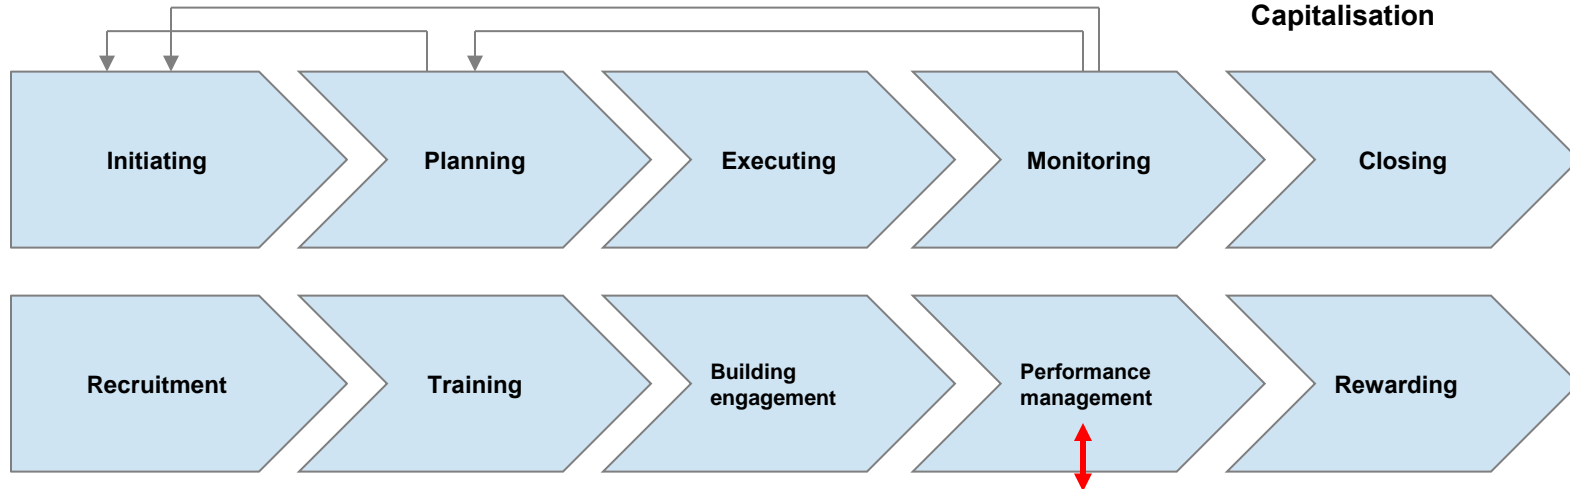 Capitalisation
Initiating
Planning
Executing
Monitoring
Closing
Recruitment
Training
Building
engagement
Performance
management
Rewarding